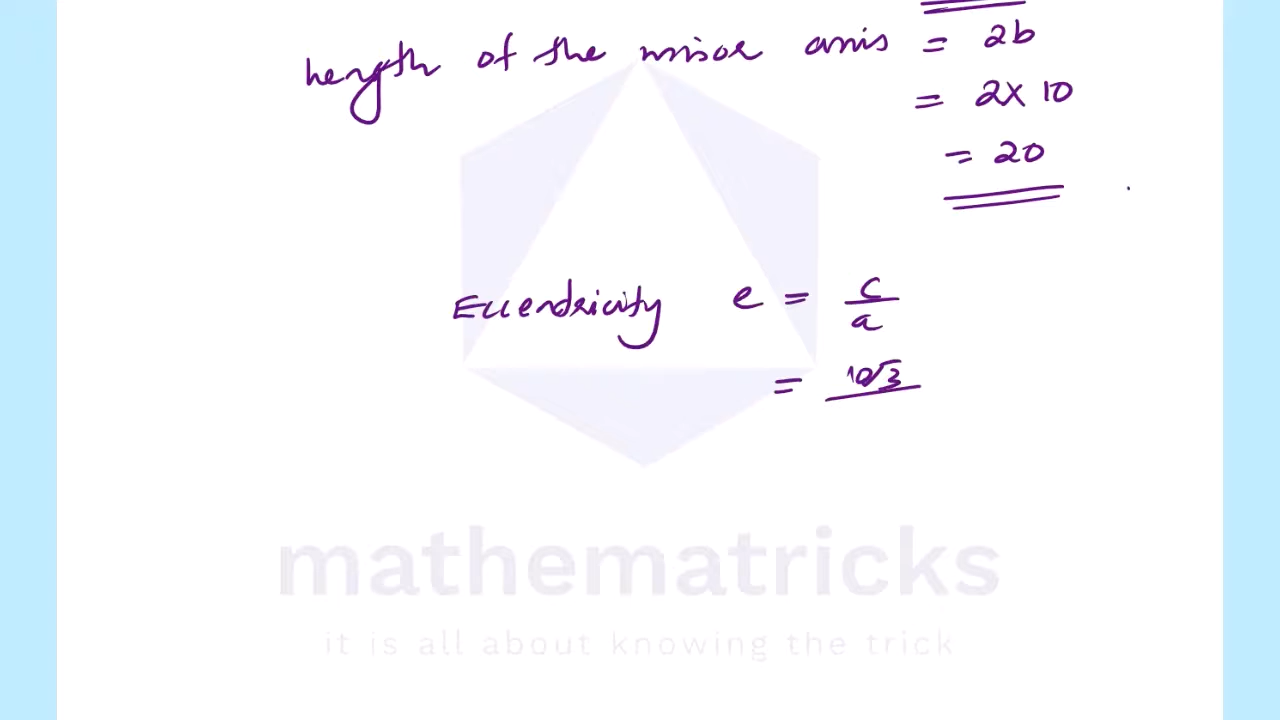 Length of the minor axis = 2b
= 2 x 10
= 20
Eccentricity e = c/a
= 10√3
mathematricks
it is all about knowing the trick